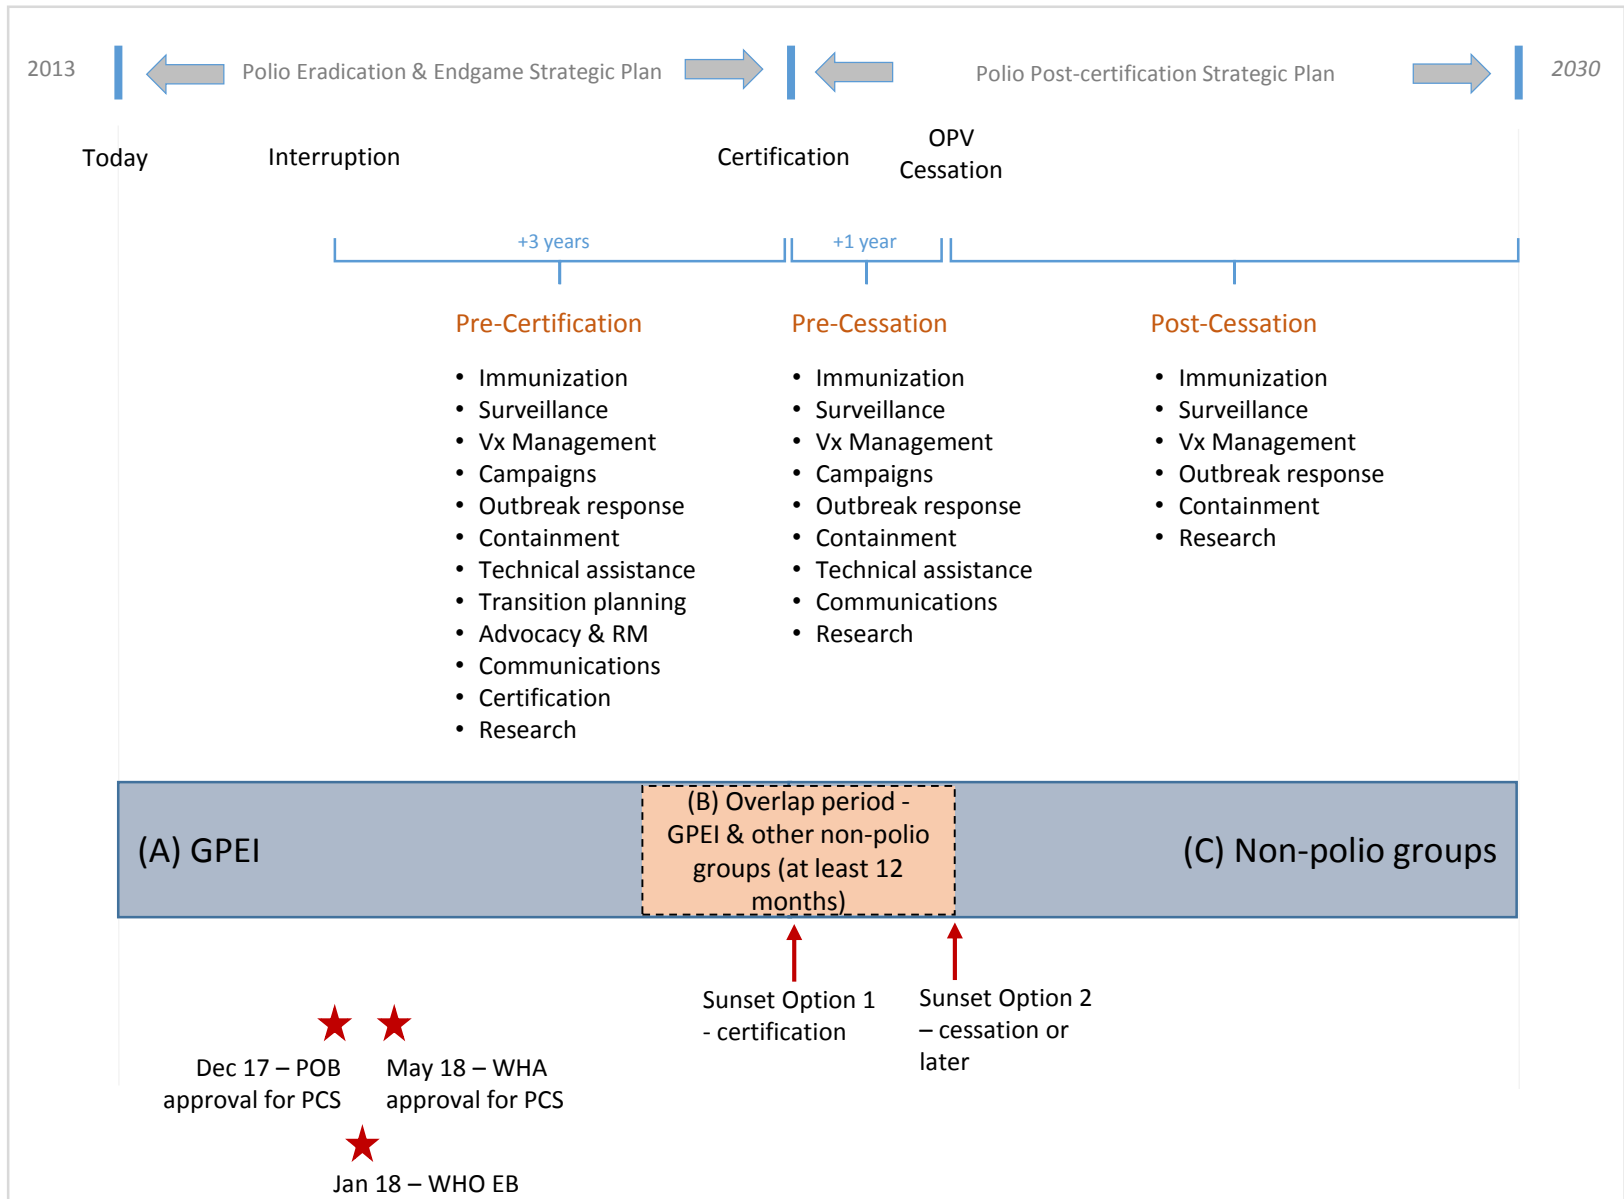 2013
Polio Eradication & Endgame Strategic Plan
Polio Post-certification Strategic Plan
2030
Today
Interruption
Certification
OPV
Cessation
+3 years
+1 year
Pre-Certification
• Immunization
• Surveillance
• Vx Management
• Campaigns
• Outbreak response
• Containment
• Technical assistance
• Transition planning
• Advocacy & RM
• Communications
• Certification
• Research
Pre-Cessation
• Immunization
• Surveillance
• Vx Management
• Campaigns
• Outbreak response
• Containment
• Technical assistance
• Communications
• Research
Post-Cessation
• Immunization
• Surveillance
• Vx Management
• Outbreak response
• Containment
• Research
(A) GPEI
(B) Overlap period -
GPEI & other non-polio
groups (at least 12
months)
(C) Non-polio groups
Sunset Option 1
- certification
Sunset Option 2
– cessation or
later
Dec 17 – POB
approval for PCS
May 18 – WHA
approval for PCS
Jan 18 – WHO EB